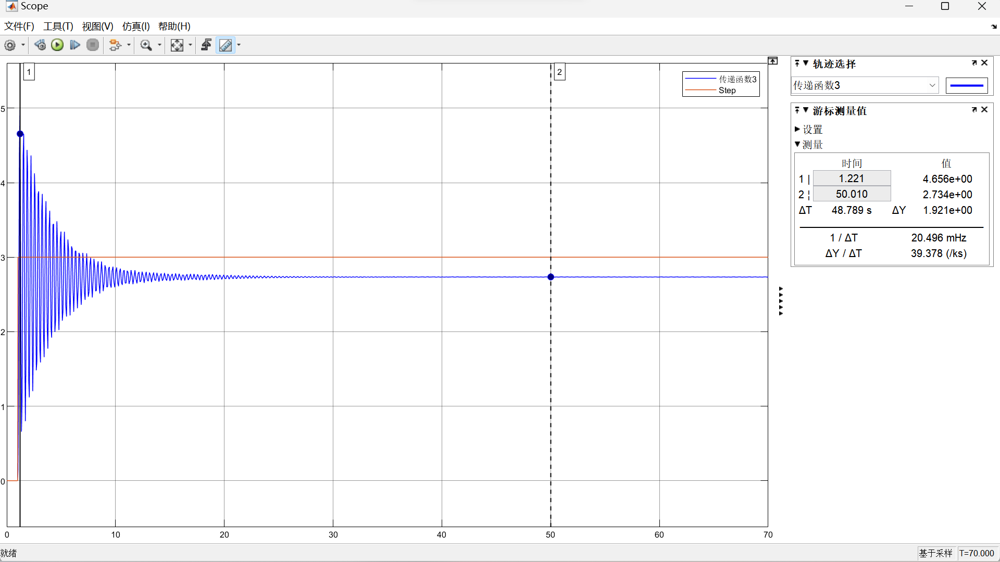 Scope
文件(F) 工具(T) 视图(V) 仿真(I) 帮助(H)
1
2
传递函数3
Step
5
4
3
2
1
0
0 10 20 30 40 50 60 70
轨迹选择
传递函数3
游标测量值
设置
测量
时间 值
1 | 1.221 4.656e+00
2 ¦ 50.010 2.734e+00
ΔT 48.789 s ΔY 1.921e+00
1 / ΔT 20.496 mHz
ΔY / ΔT 39.378 (/ks)
就绪
基于采样 T=70.000